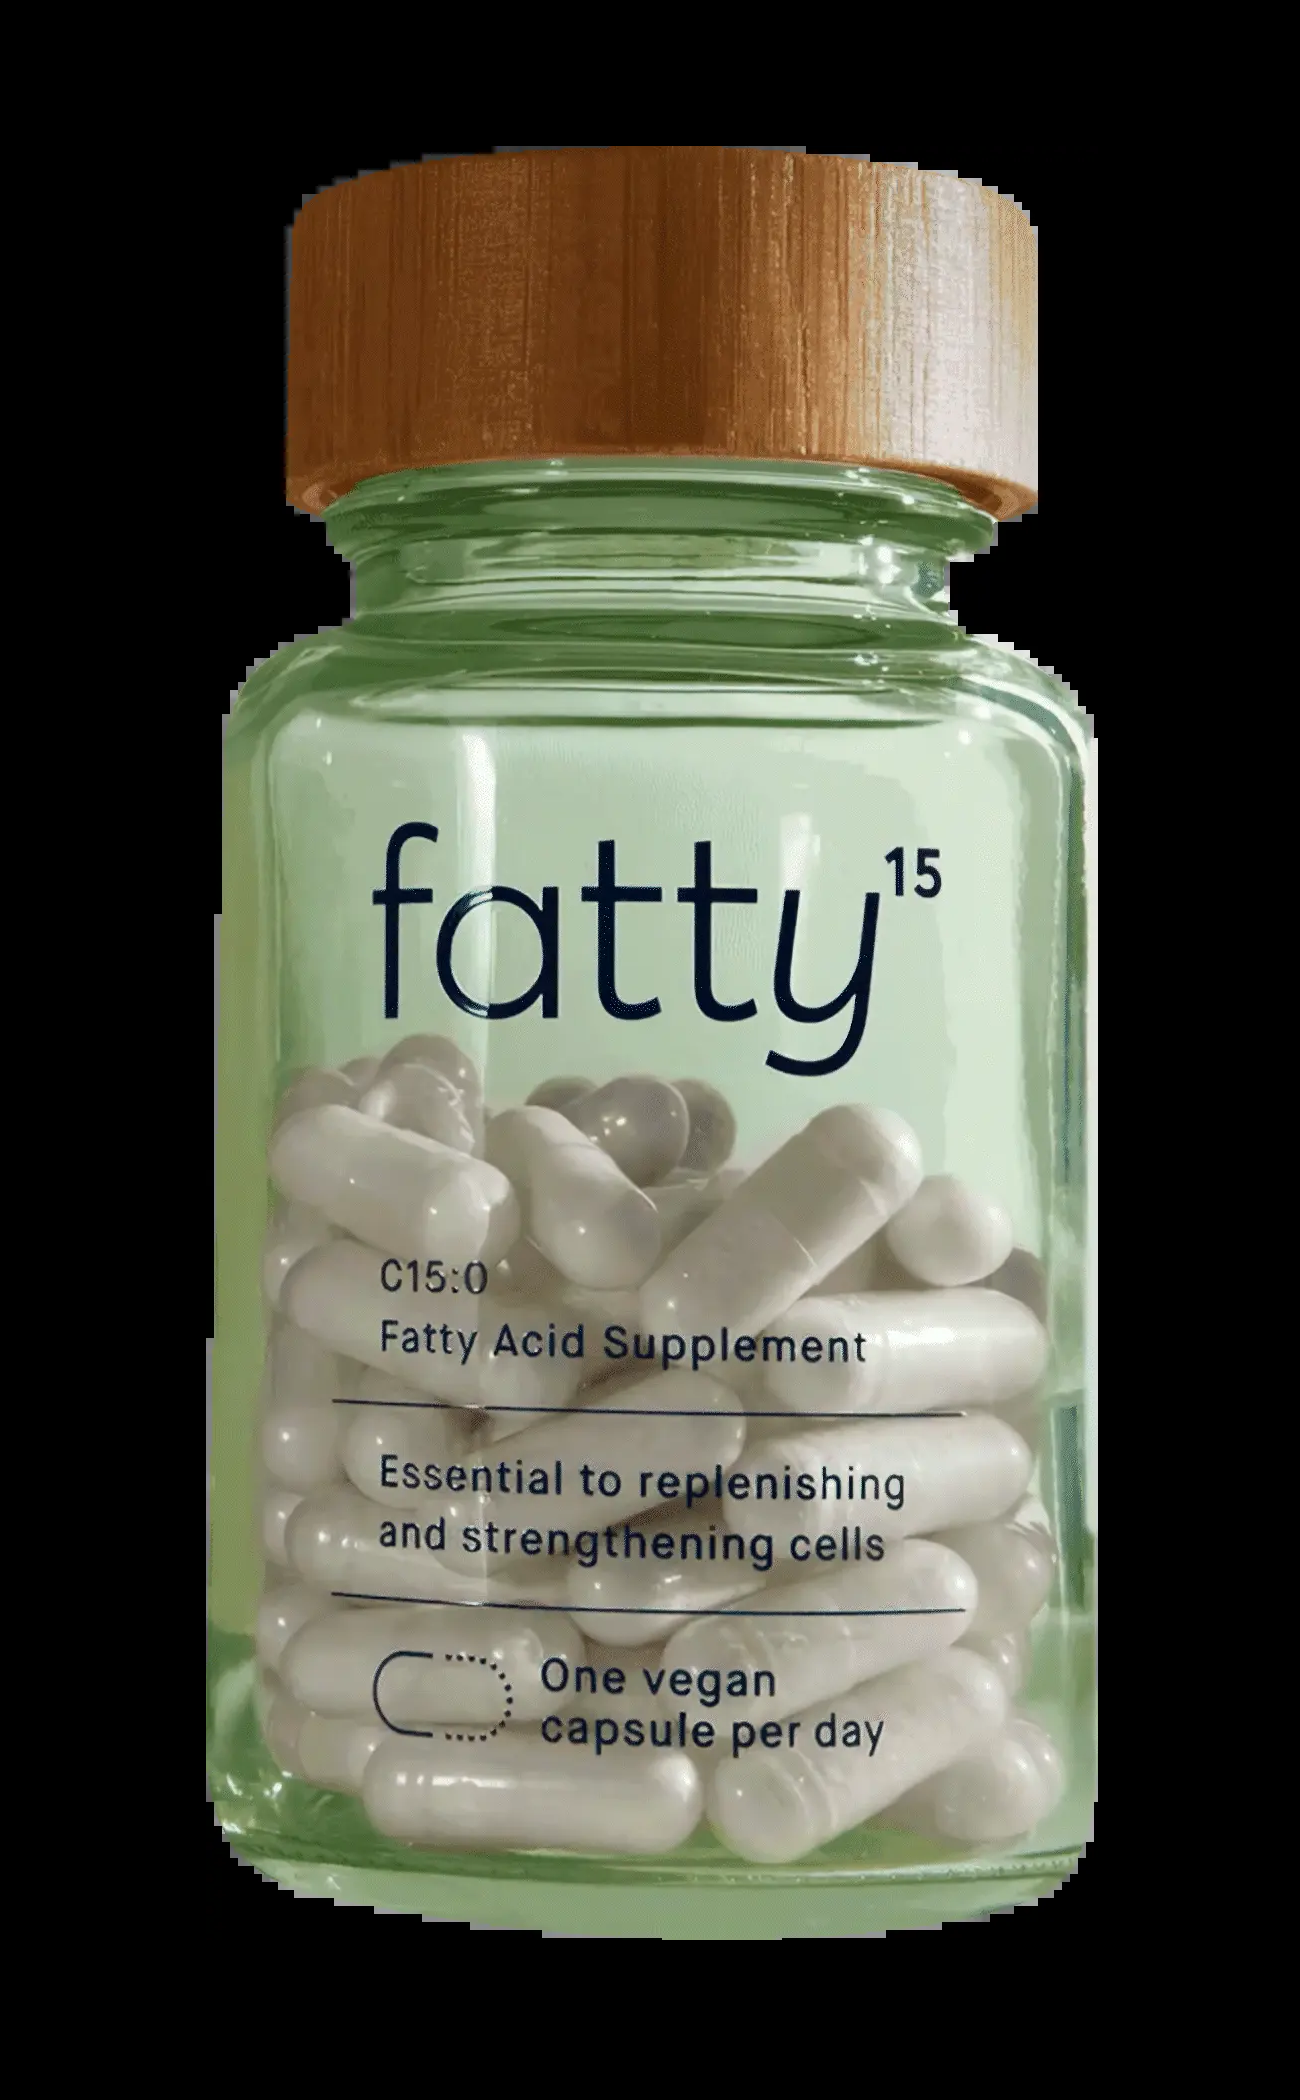 fatty¹⁵
C15:0
Fatty Acid Supplement
Essential to replenishing
and strengthening cells
One vegan
capsule per day